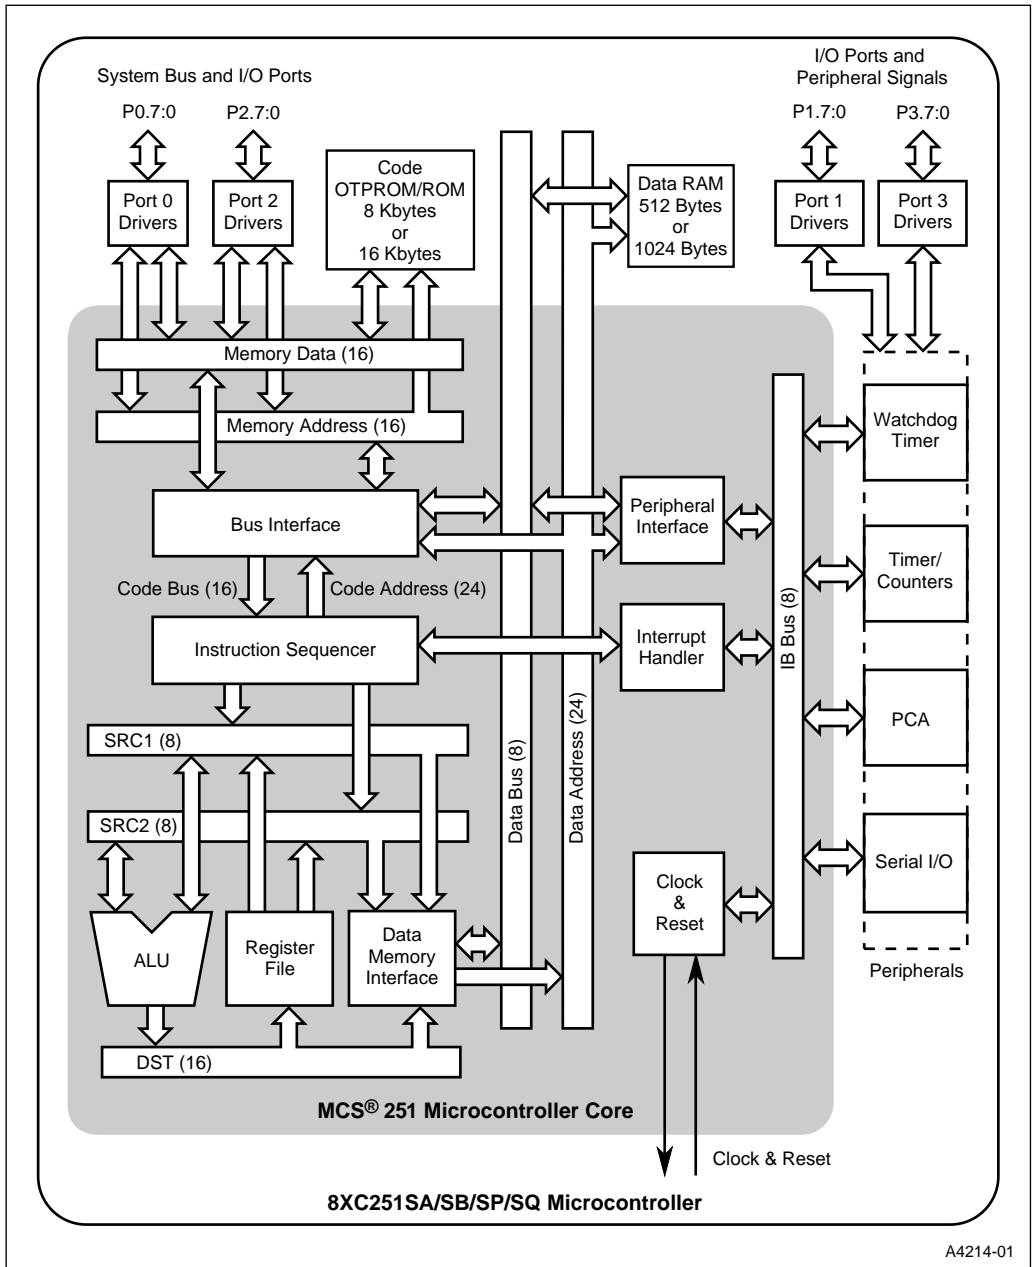 System Bus and I/O Ports
I/O Ports and
Peripheral Signals
P0.7:0
P2.7:0
P1.7:0
P3.7:0
Port 0
Drivers
Port 2
Drivers
Code
OTPROM/ROM
8 Kbytes
or
16 Kbytes
Data RAM
512 Bytes
or
1024 Bytes
Port 1
Drivers
Port 3
Drivers
Memory Data (16)
Memory Address (16)
Bus Interface
Code Bus (16)
Code Address (24)
Instruction Sequencer
SRC1 (8)
SRC2 (8)
ALU
Register
File
Data
Memory
Interface
DST (16)
Data Bus (8)
Data Address (24)
Peripheral
Interface
Interrupt
Handler
Clock
&
Reset
IB Bus (8)
Watchdog
Timer
Timer/
Counters
PCA
Serial I/O
Peripherals
MCS® 251 Microcontroller Core
Clock & Reset
8XC251SA/SB/SP/SQ Microcontroller
A4214-01